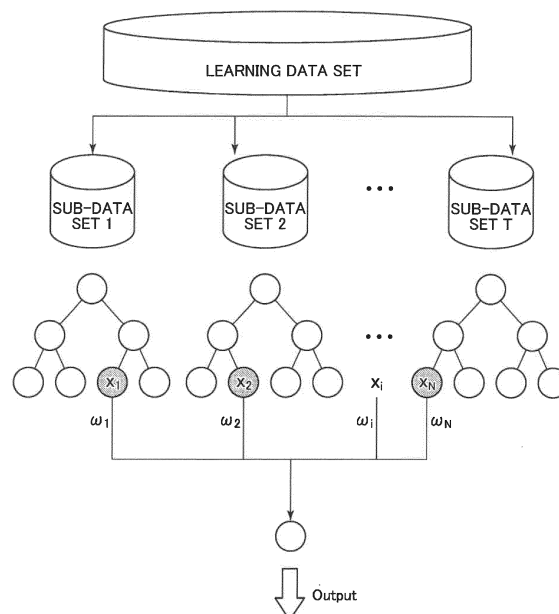 LEARNING DATA SET
SUB-DATA
SET 1
SUB-DATA
SET 2
...
SUB-DATA
SET T
...
x1
x2
xi
xN
ω1
ω2
ωi
ωN
Output